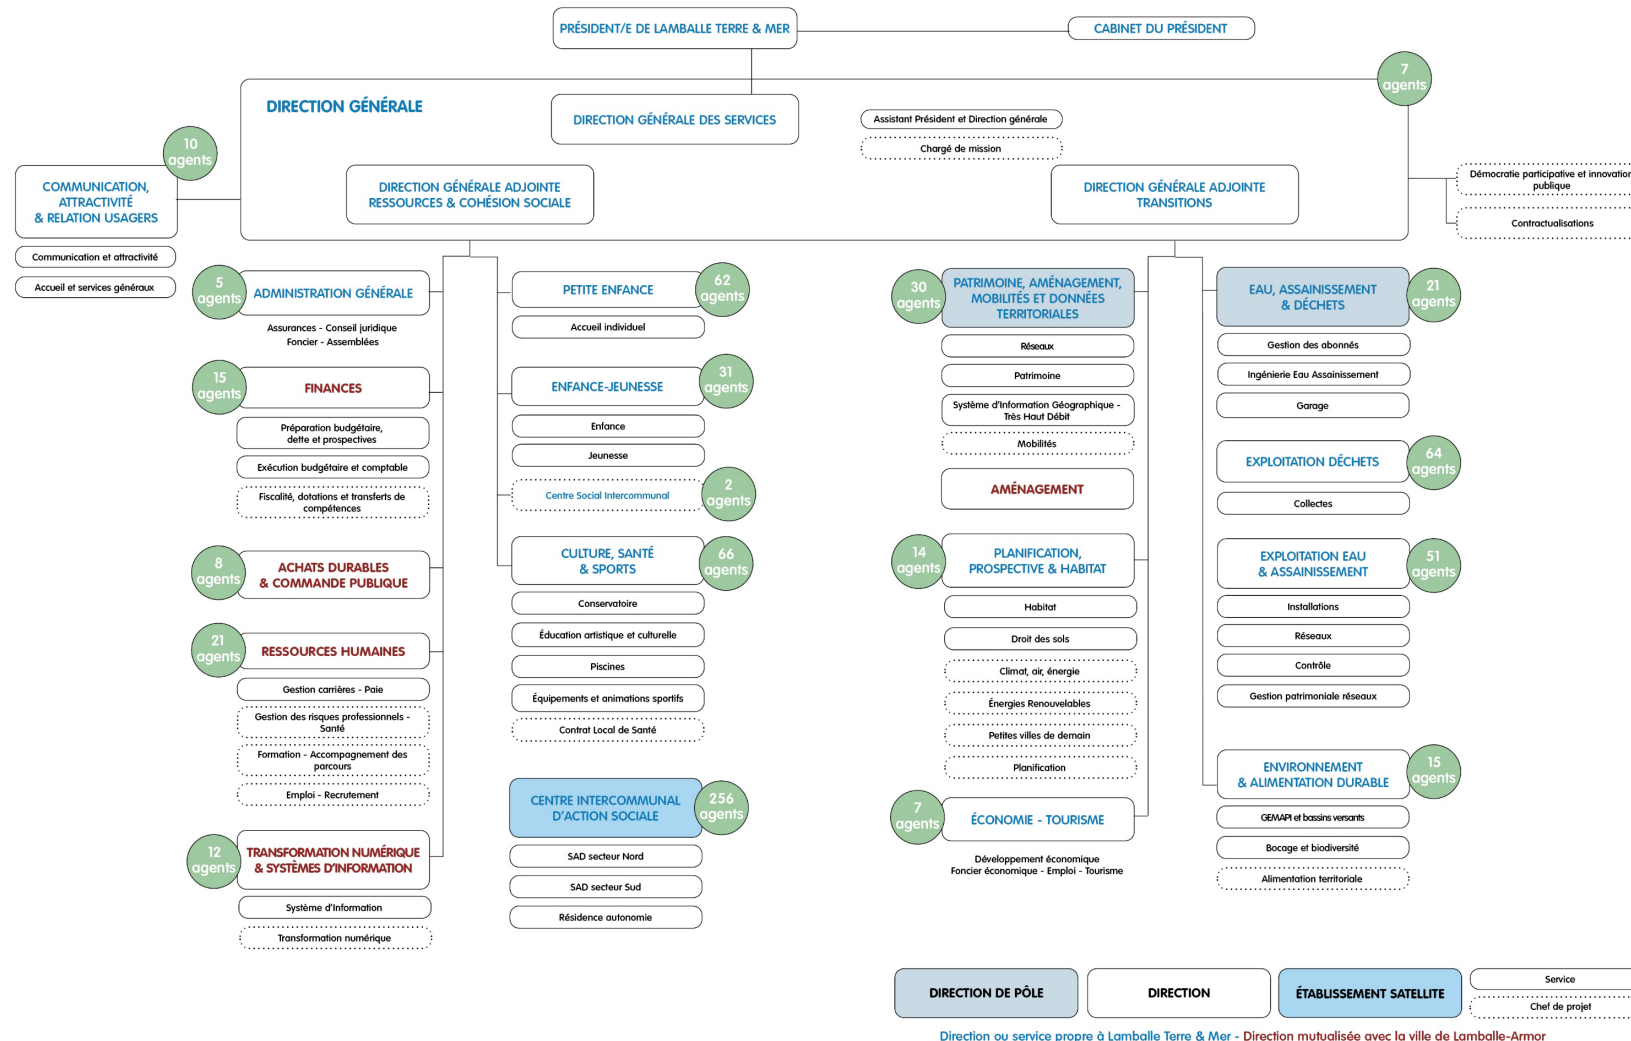 PRÉSIDENT/E DE LAMBALLE TERRE & MER
CABINET DU PRÉSIDENT
7
agents
DIRECTION GÉNÉRALE
DIRECTION GÉNÉRALE DES SERVICES
Assistant Président et Direction générale
Chargé de mission
10
agents
COMMUNICATION,
ATTRACTIVITÉ
& RELATION USAGERS
Communication et attractivité
Accueil et services généraux
DIRECTION GÉNÉRALE ADJOINTE
RESSOURCES & COHÉSION SOCIALE
DIRECTION GÉNÉRALE ADJOINTE
TRANSITIONS
Démocratie participative et innovation
publique
Contractualisations
5
agents
ADMINISTRATION GÉNÉRALE
Assurances - Conseil juridique
Foncier - Assemblées
15
agents
FINANCES
Préparation budgétaire,
dette et prospectives
Exécution budgétaire et comptable
Fiscalité, dotations et transferts de
compétences
8
agents
ACHATS DURABLES
& COMMANDE PUBLIQUE
21
agents
RESSOURCES HUMAINES
Gestion carrières - Paie
Gestion des risques professionnels -
Santé
Formation - Accompagnement des
parcours
Emploi - Recrutement
12
agents
TRANSFORMATION NUMÉRIQUE
& SYSTÈMES D'INFORMATION
Système d'Information
Transformation numérique
PETITE ENFANCE
62
agents
Accueil individuel
ENFANCE-JEUNESSE
31
agents
Enfance
Jeunesse
Centre Social Intercommunal
2
agents
CULTURE, SANTÉ
& SPORTS
66
agents
Conservatoire
Éducation artistique et culturelle
Piscines
Équipements et animations sportifs
Contrat Local de Santé
CENTRE INTERCOMMUNAL
D'ACTION SOCIALE
256
agents
SAD secteur Nord
SAD secteur Sud
Résidence autonomie
30
agents
PATRIMOINE, AMÉNAGEMENT,
MOBILITÉS ET DONNÉES
TERRITORIALES
Réseaux
Patrimoine
Système d'Information Géographique -
Très Haut Débit
Mobilités
AMÉNAGEMENT
14
agents
PLANIFICATION,
PROSPECTIVE & HABITAT
Habitat
Droit des sols
Climat, air, énergie
Énergies Renouvelables
Petites villes de demain
Planification
7
agents
ÉCONOMIE - TOURISME
Développement économique
Foncier économique - Emploi - Tourisme
EAU, ASSAINISSEMENT
& DÉCHETS
21
agents
Gestion des abonnés
Ingénierie Eau Assainissement
Garage
EXPLOITATION DÉCHETS
64
agents
Collectes
EXPLOITATION EAU
& ASSAINISSEMENT
51
agents
Installations
Réseaux
Contrôle
Gestion patrimoniale réseaux
ENVIRONNEMENT
& ALIMENTATION DURABLE
15
agents
GEMAPI et bassins versants
Bocage et biodiversité
Alimentation territoriale
DIRECTION DE PÔLE
DIRECTION
ÉTABLISSEMENT SATELLITE
Service
Chef de projet
Direction ou service propre à Lamballe Terre & Mer - Direction mutualisée avec la ville de Lamballe-Armor